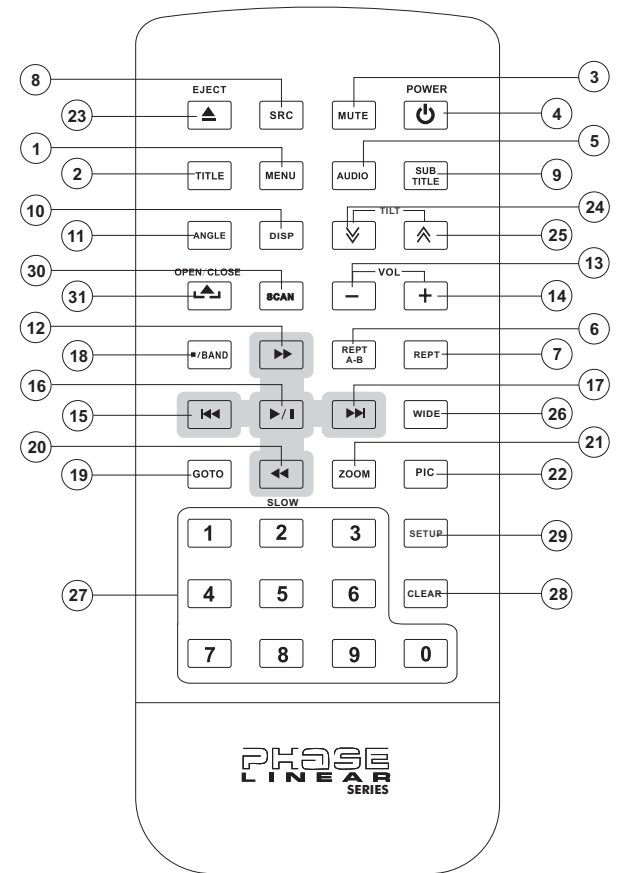 8 3
EJECT POWER
23 SRC MUTE 4
1 5
2 TITLE MENU AUDIO SUB TITLE 9
10 TILT 24
11 ANGLE DISP 25
30 OPEN/CLOSE 13
31 SCAN − VOL + 14
12 6
18 ■/BAND REPT A-B REPT 7
16 17
15 WIDE 26
20 21
19 GOTO ZOOM PIC 22
SLOW
1 2 3 SETUP 29
27 4 5 6 CLEAR 28
7 8 9 0
PHASE
LINEAR
SERIES